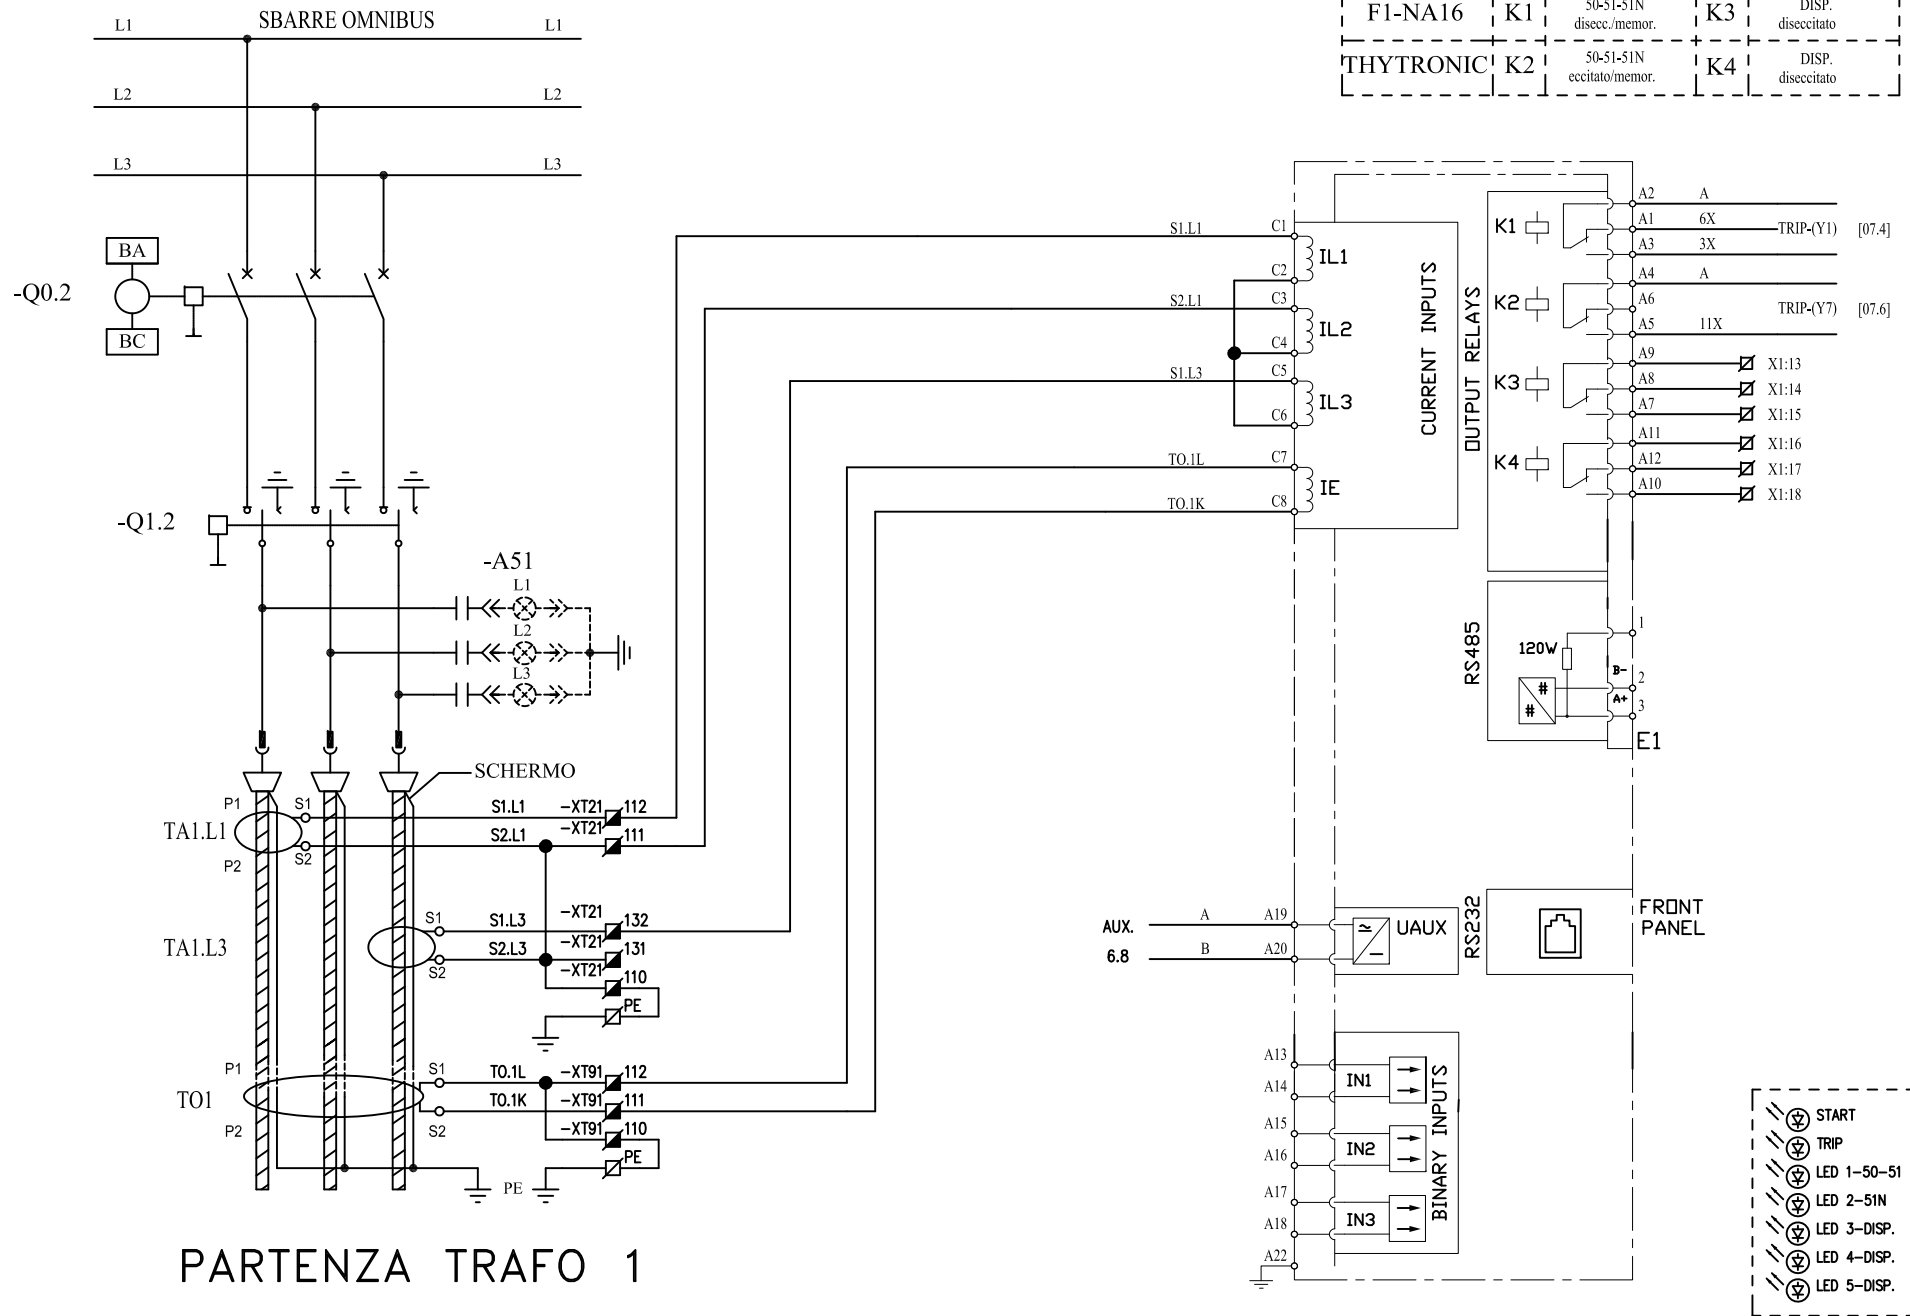 SBARRE OMNIBUS
L1 L1
L2 L2
L3 L3
F1-NA16 K1 50-51-51N disecc./memor. K3 DISP. diseccitato
THYTRONIC K2 50-51-51N eccitato/memor. K4 DISP. diseccitato
BA
-Q0.2
BC
-Q1.2
-A51
L1
L2
L3
SCHERMO
P1 S1 S1.L1 -XT21 112
TA1.L1
S2.L1 -XT21 111
P2 S2
S1 S1.L3 -XT21 132
TA1.L3
S2.L3 -XT21 131
S2 -XT21 110
PE
P1 S1 TO.1L -XT91 112
TO1
TO.1K -XT91 111
P2 S2 -XT91 110
PE
PE
PARTENZA TRAFO 1
S1.L1 C1
IL1
C2
S2.L1 C3
IL2
C4
S1.L3 C5
IL3
C6
TO.1L C7
IE
TO.1K C8
CURRENT INPUTS
OUTPUT RELAYS
K1
A2 A
A1 6X TRIP-(Y1) [07.4]
A3 3X
K2
A4 A
A6 TRIP-(Y7) [07.6]
A5 11X
K3
A9 X1:13
A8 X1:14
A7 X1:15
K4
A11 X1:16
A12 X1:17
A10 X1:18
RS485
120W
1
B- 2
A+ 3
#
#
E1
AUX. A A19
6.8 B A20
UAUX
RS232
FRONT
PANEL
A13
IN1
A14
A15
IN2
A16
A17
IN3
A18
A22
BINARY INPUTS
START
TRIP
LED 1-50-51
LED 2-51N
LED 3-DISP.
LED 4-DISP.
LED 5-DISP.